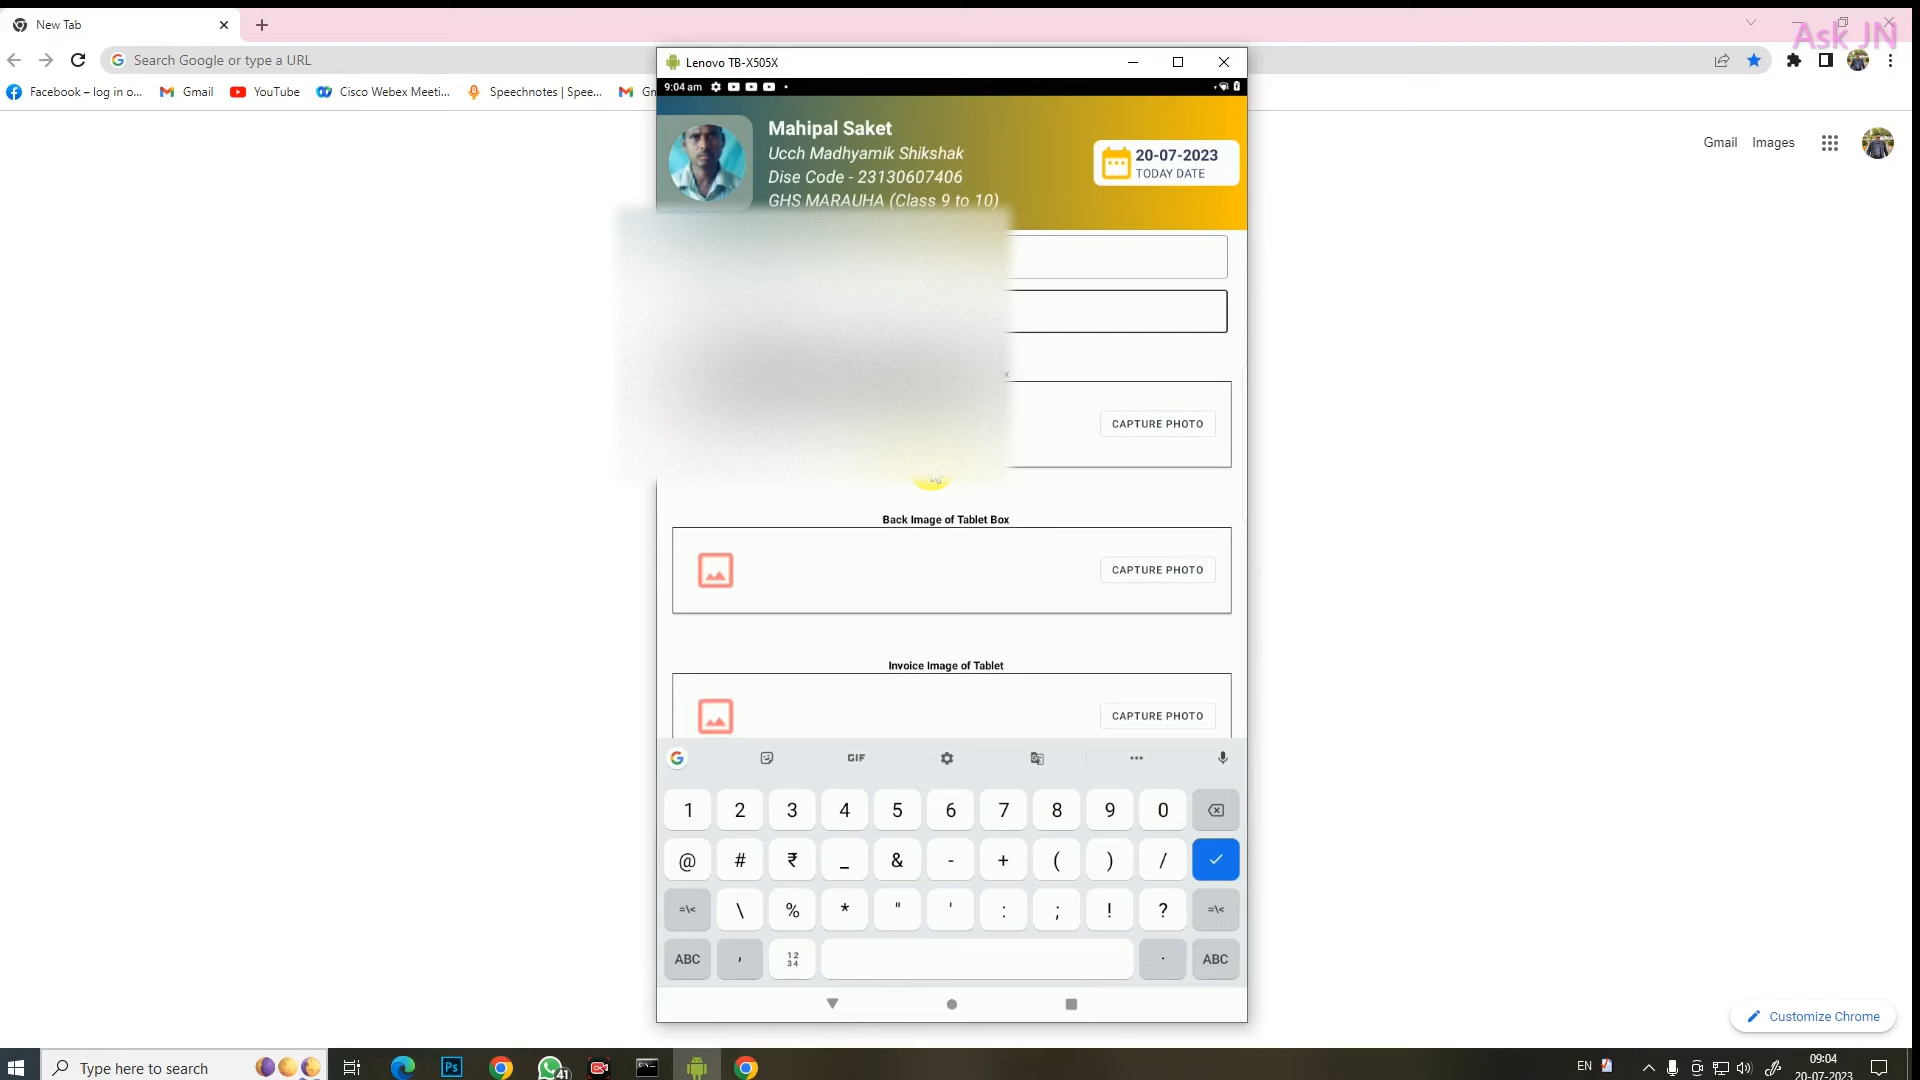 New Tab
Ask JN
Search Google or type a URL
Facebook – log in o...
Gmail
YouTube
Cisco Webex Meeti...
Speechnotes | Spee...
Gm
Gmail
Images
Lenovo TB-X505X
9:04 am
Mahipal Saket
Ucch Madhyamik Shikshak
Dise Code - 23130607406
GHS MARAUHA (Class 9 to 10)
20-07-2023
TODAY DATE
CAPTURE PHOTO
Back Image of Tablet Box
CAPTURE PHOTO
Invoice Image of Tablet
CAPTURE PHOTO
GIF
1 2 3 4 5 6 7 8 9 0
@ # ₹ _ & - + ( ) /
=\< \ % * " ' : ; ! ? =\<
ABC , 12 34 . ABC
Customize Chrome
Type here to search
Ps
41
EN
09:04
20-07-2023